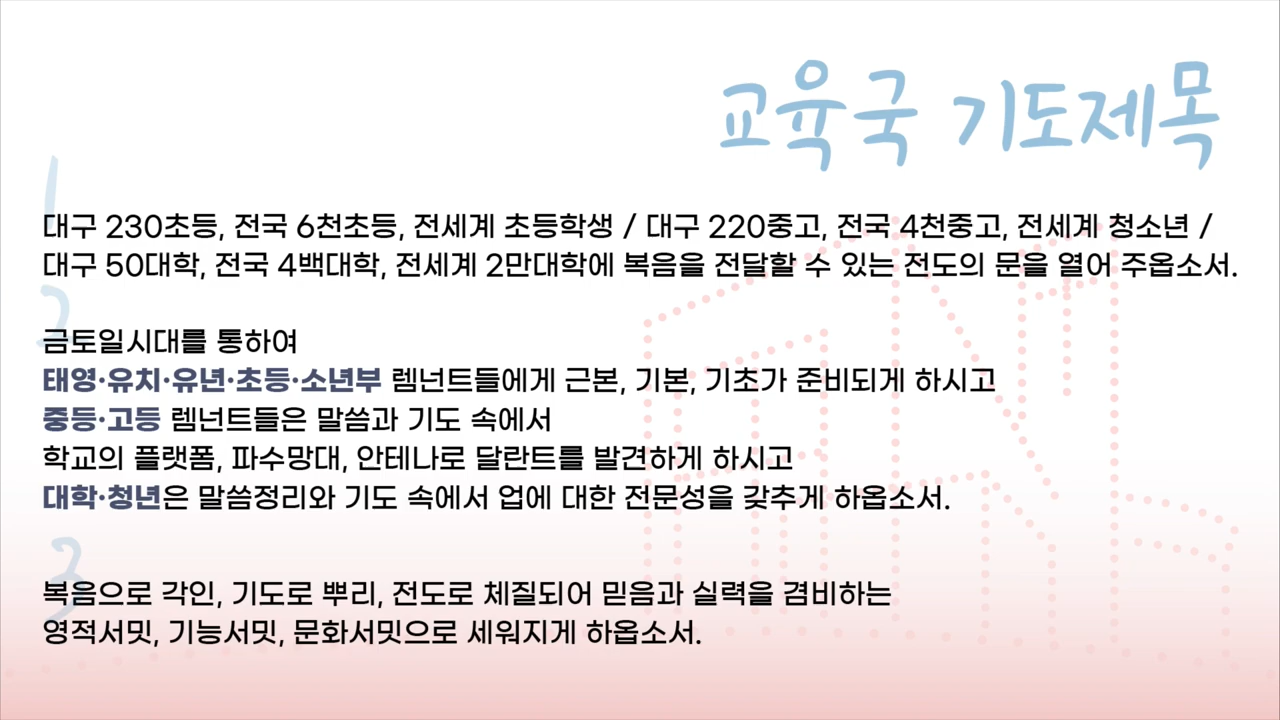 교육국 기도제목
1
대구 230초등, 전국 6천초등, 전세계 초등학생 / 대구 220중고, 전국 4천중고, 전세계 청소년 /
대구 50대학, 전국 4백대학, 전세계 2만대학에 복음을 전달할 수 있는 전도의 문을 열어 주옵소서.
2
금토일시대를 통하여
태영·유치·유년·초등·소년부 렘넌트들에게 근본, 기본, 기초가 준비되게 하시고
중등·고등 렘넌트들은 말씀과 기도 속에서
학교의 플랫폼, 파수망대, 안테나로 달란트를 발견하게 하시고
대학·청년은 말씀정리와 기도 속에서 업에 대한 전문성을 갖추게 하옵소서.
3
복음으로 각인, 기도로 뿌리, 전도로 체질되어 믿음과 실력을 겸비하는
영적서밋, 기능서밋, 문화서밋으로 세워지게 하옵소서.